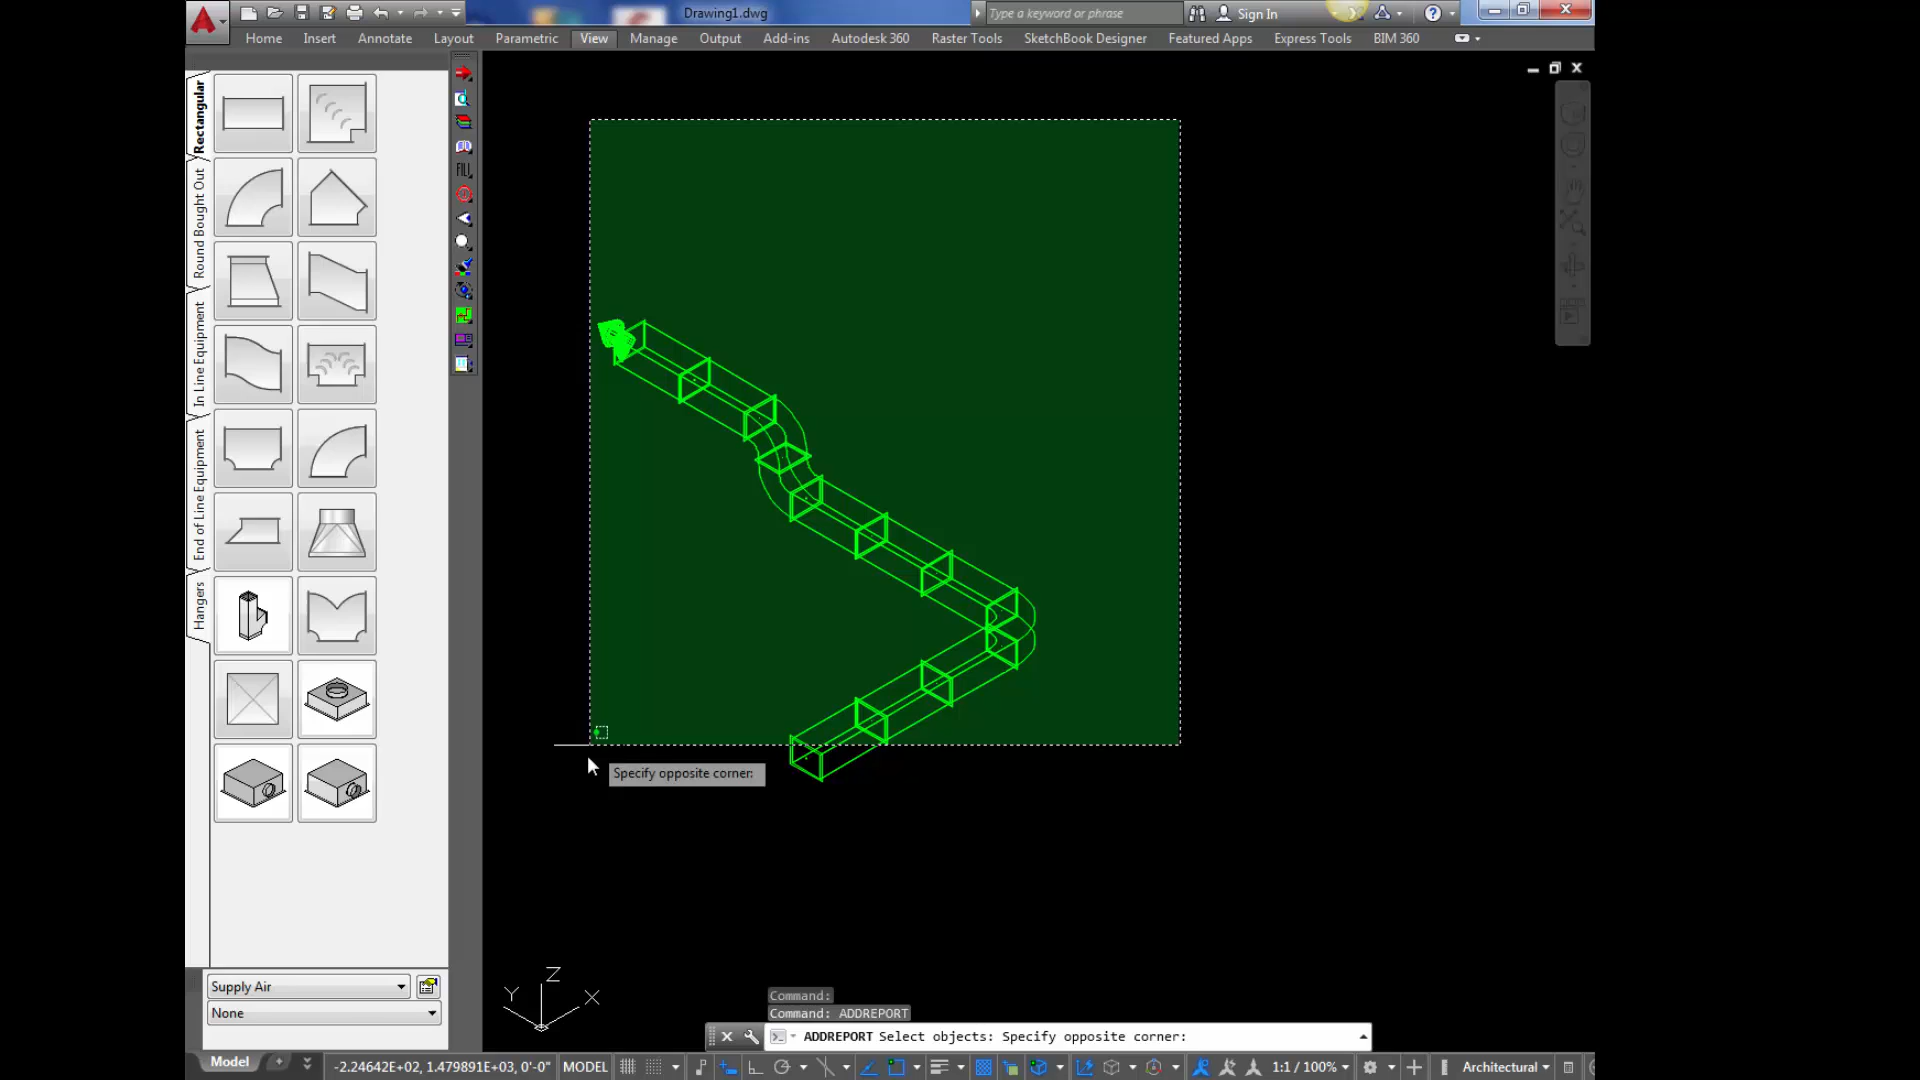 Drawing1.dwg
Type a keyword or phrase
Sign In
Home
Insert
Annotate
Layout
Parametric
View
Manage
Output
Add-ins
Autodesk 360
Raster Tools
SketchBook Designer
Featured Apps
Express Tools
BIM 360
Rectangular
Round Bought Out
In Line Equipment
End of Line Equipment
Hangers
FILL
Specify opposite corner:
Z
Y
X
Supply Air
None
Command:
Command: ADDREPORT
ADDREPORT Select objects: Specify opposite corner:
Model
-2.24642E+02, 1.479891E+03, 0'-0"
MODEL
1:1 / 100%
Architectural